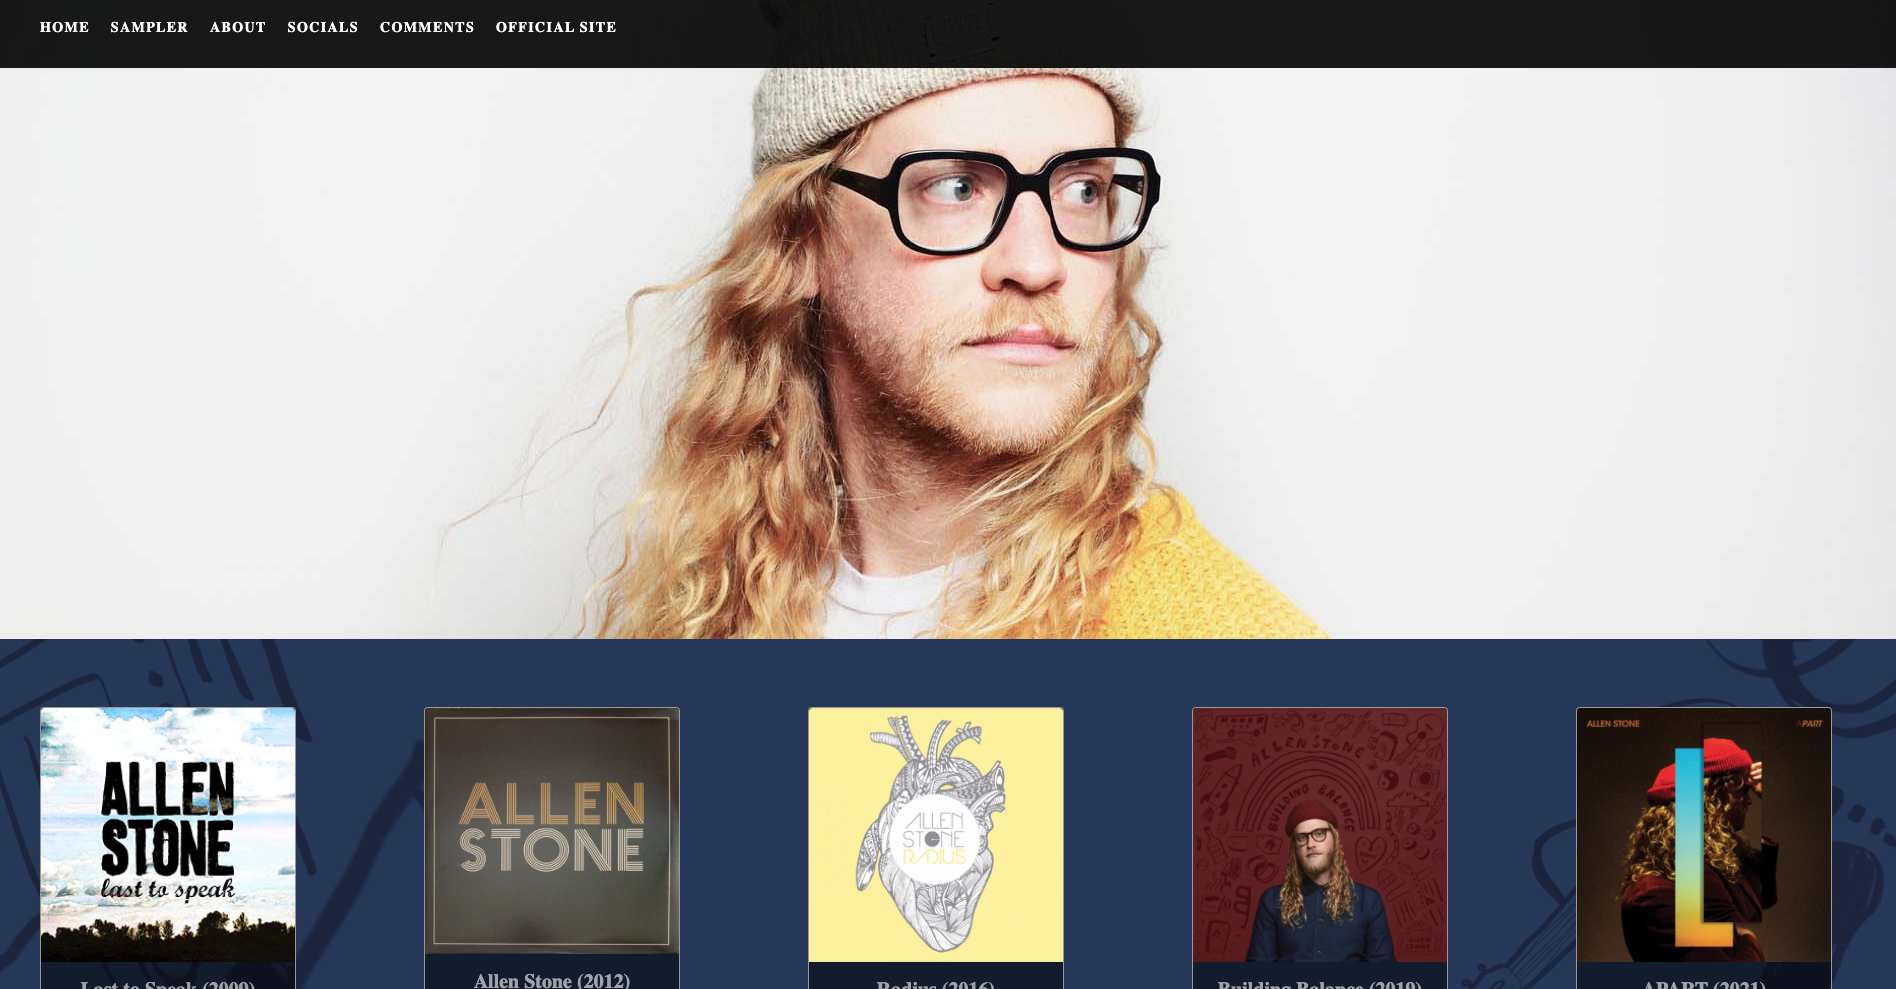 HOME SAMPLER ABOUT SOCIALS COMMENTS OFFICIAL SITE
UPSTATE
ALLEN
STONE
last to speak
Last to Speak (2009)
ALLEN
STONE
Allen Stone (2012)
ALLEN
STONE
RADIUS
Radius (2016)
ALLEN STONE
BUILDING BALANCE
Building Balance (2019)
ALLEN STONE
APART
APART (2021)